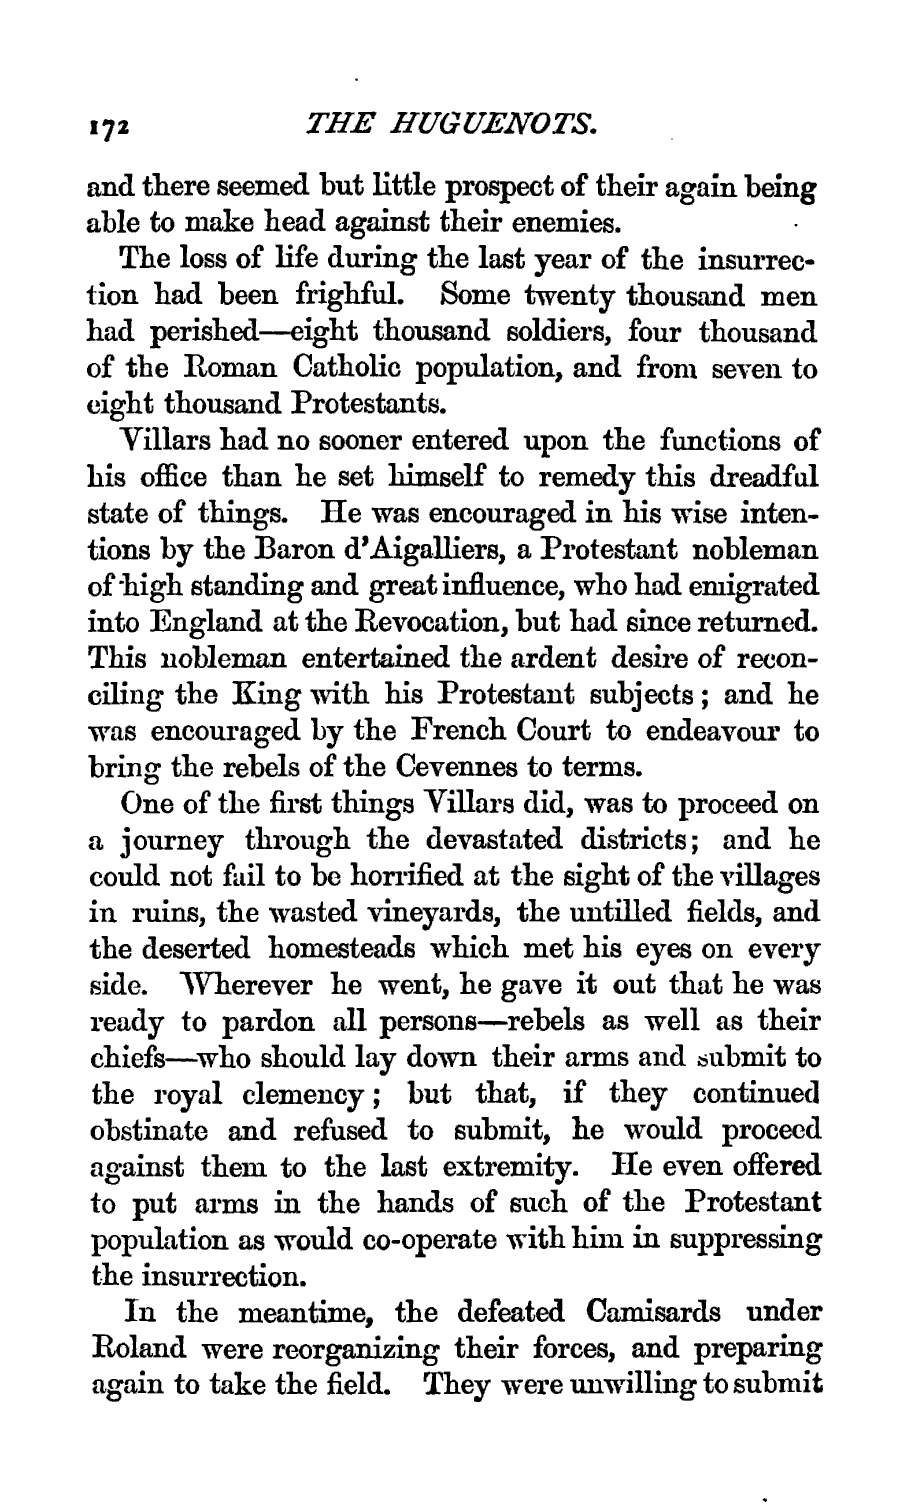 172 THE HUGUENOTS.
and there seemed but little prospect of their again being
able to make head against their enemies.
The loss of life during the last year of the insurrec-
tion had been frighful. Some twenty thousand men
had perished—eight thousand soldiers, four thousand
of the Roman Catholic population, and from seven to
eight thousand Protestants.
Villars had no sooner entered upon the functions of
his office than he set himself to remedy this dreadful
state of things. He was encouraged in his wise inten-
tions by the Baron d'Aigalliers, a Protestant nobleman
of high standing and great influence, who had emigrated
into England at the Revocation, but had since returned.
This nobleman entertained the ardent desire of recon-
ciling the King with his Protestant subjects; and he
was encouraged by the French Court to endeavour to
bring the rebels of the Cevennes to terms.
One of the first things Villars did, was to proceed on
a journey through the devastated districts; and he
could not fail to be horrified at the sight of the villages
in ruins, the wasted vineyards, the untilled fields, and
the deserted homesteads which met his eyes on every
side. Wherever he went, he gave it out that he was
ready to pardon all persons—rebels as well as their
chiefs—who should lay down their arms and submit to
the royal clemency; but that, if they continued
obstinate and refused to submit, he would proceed
against them to the last extremity. He even offered
to put arms in the hands of such of the Protestant
population as would co-operate with him in suppressing
the insurrection.
In the meantime, the defeated Camisards under
Roland were reorganizing their forces, and preparing
again to take the field. They were unwilling to submit